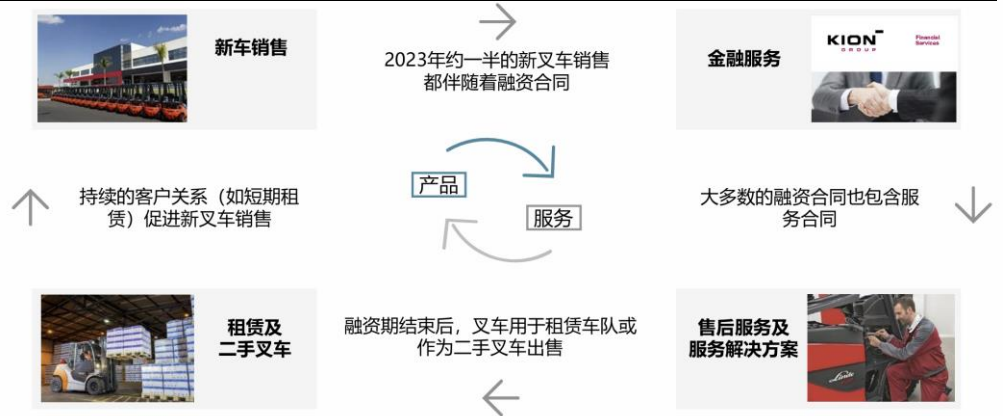 新车销售
2023年约一半的新叉车销售
都伴随着融资合同
金融服务
KION
GROUP
Financial
Services
产品
服务
持续的客户关系（如短期租
赁）促进新叉车销售
大多数的融资合同也包含服
务合同
租赁及
二手叉车
融资期结束后，叉车用于租赁车队或
作为二手叉车出售
售后服务及
服务解决方案
Linde